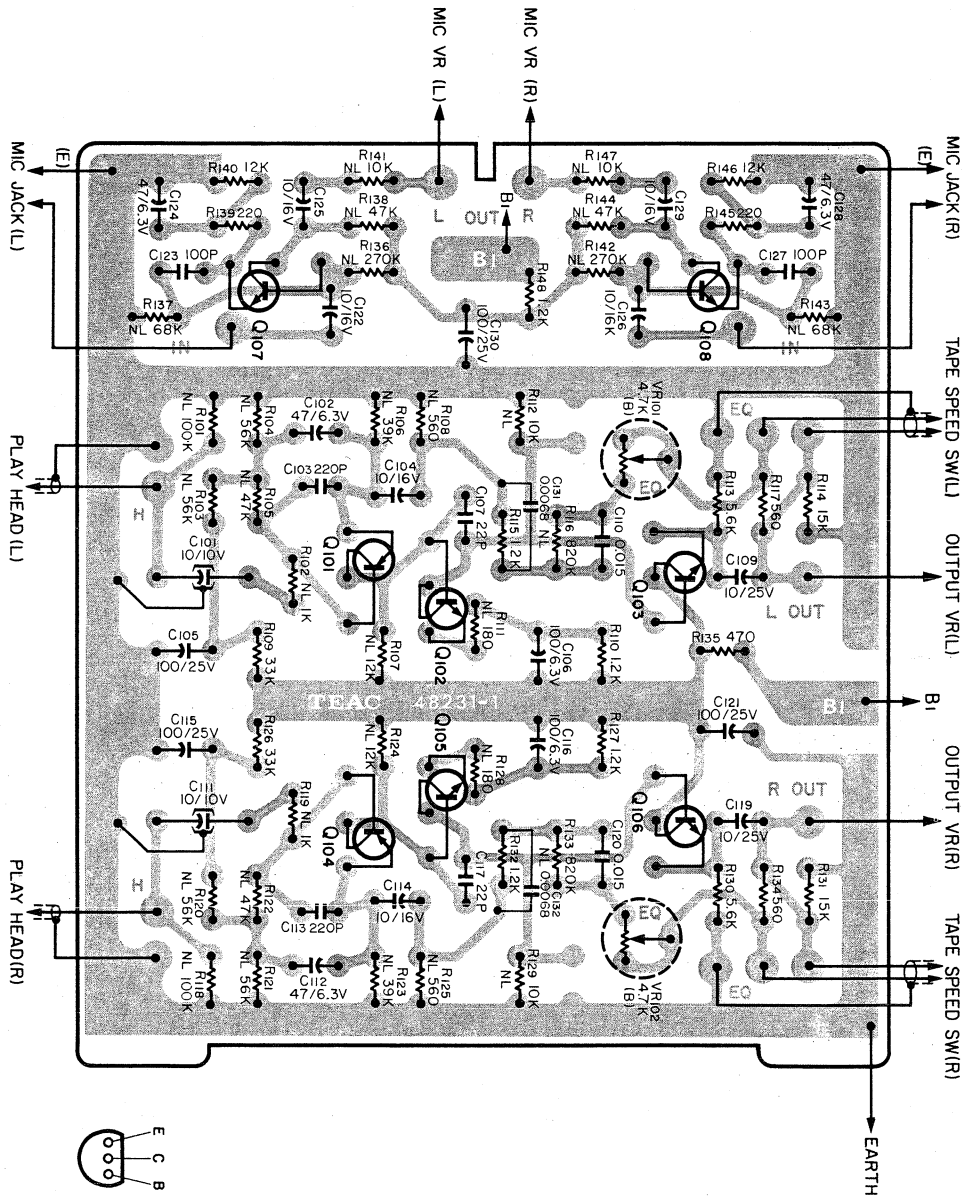 MIC VR (L)
MIC VR (R)
MIC JACK(L)
(E)
MIC JACK(R)
(E)
R140 12K
R141
NL 10K
R147
NL 10K
R146 12K
C124
47/6.3V
C125
10/16V
R138
NL 47K
L OUT R
B1
R144
NL 47K
C129
10/16V
C128
47/6.3V
R139 220
R145 220
R136
NL 270K
B1
R142
NL 270K
C123 100P
C127 100P
R148 1.2K
R137
NL 68K
C122
10/16V
C126
10/16K
R143
NL 68K
IN
Q107
C130
100/25V
Q108
IN
TAPE SPEED SW(L)
PLAY HEAD (L)
R101
NL 100K
R104
NL 56K
C102
47/6.3V
R106
NL 39K
R108
NL 560
R112 10K
NL
VR101
4.7K
(B)
EQ
EQ
R103
NL 56K
R105
NL 47K
C103 220P
C104
10/16V
C107 22P
R115 1.2K
C131
0.0068
R116 820K
NL
C110 0.015
R113 5.6K
R117 560
R114 15K
H
C101
10/10V
R102 NL 1K
Q101
Q102
R111
NL 180
Q103
C109
10/25V
L OUT
OUTPUT VR(L)
C105
100/25V
R109 33K
R107
NL 12K
C106
100/6.3V
R110 1.2K
R135 470
TEAC 48231-1
B1
B1
C115
100/25V
R126 33K
R124
NL 12K
Q105
C116
100/6.3V
R127 1.2K
C121
100/25V
R128
NL 180
C111
10/10V
R119 NL 1K
Q104
Q106
C119
10/25V
R OUT
OUTPUT VR(R)
H
R120
NL 56K
R122
NL 47K
C113 220P
C114
10/16V
C117 22P
R132 1.2K
C132
0.0068
R133 820K
NL
C120 0.015
R130 5.6K
R134 560
R131 15K
PLAY HEAD(R)
R118
NL 100K
R121
NL 56K
C112
47/6.3V
R123
NL 39K
R125
NL 560
R129 10K
NL
EQ
VR102
4.7K
(B)
EQ
TAPE SPEED SW(R)
EARTH
E
C
B